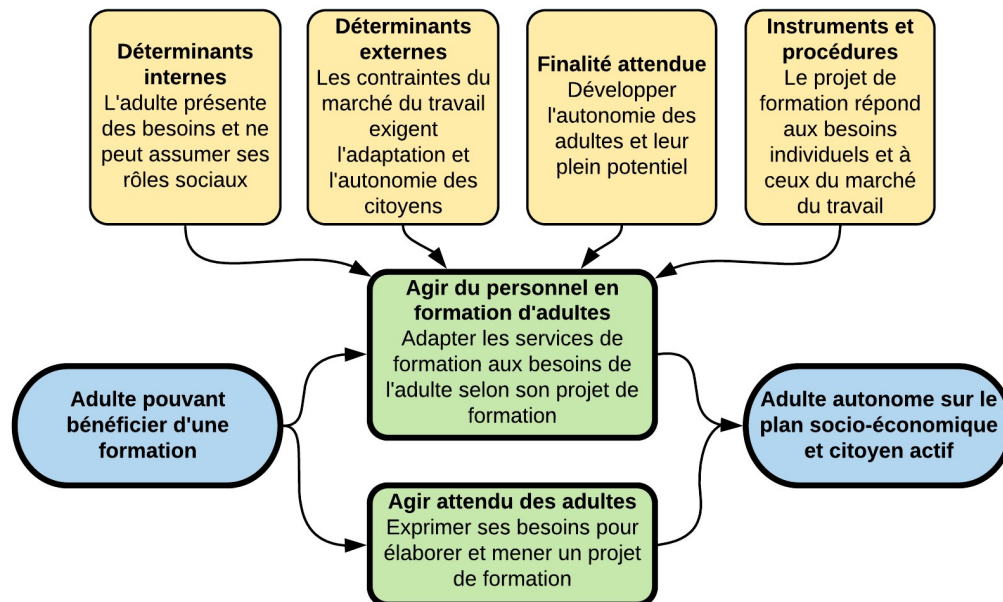 Déterminants
internes
L'adulte présente
des besoins et ne
peut assumer ses
rôles sociaux
Déterminants
externes
Les contraintes du
marché du travail
exigent
l'adaptation et
l'autonomie des
citoyens
Finalité attendue
Développer
l'autonomie des
adultes et leur
plein potentiel
Instruments et
procédures
Le projet de
formation répond
aux besoins
individuels et à
ceux du marché
du travail
Agir du personnel en
formation d'adultes
Adapter les services de
formation aux besoins de
l'adulte selon son projet de
formation
Adulte pouvant
bénéficier d'une
formation
Adulte autonome sur le
plan socio-économique
et citoyen actif
Agir attendu des adultes
Exprimer ses besoins pour
élaborer et mener un projet
de formation